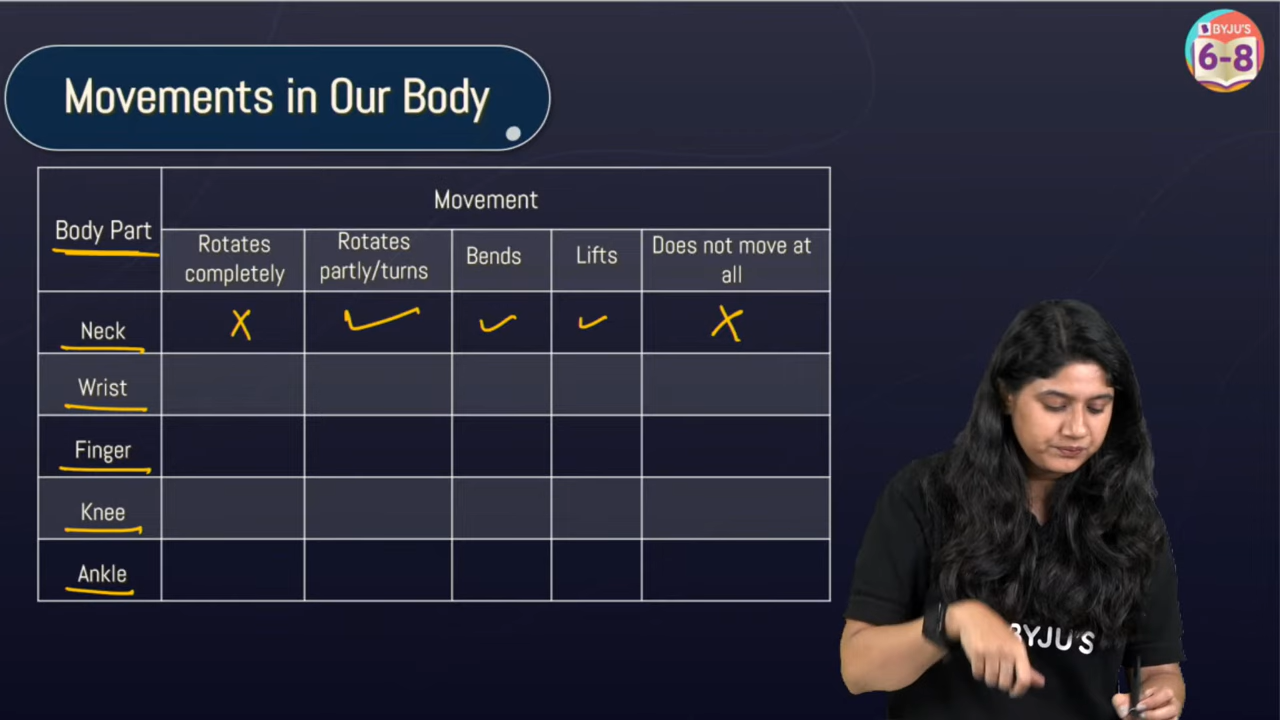 BYJU'S
6-8
Movements in Our Body
Body Part
Movement
Rotates
completely
Rotates
partly/turns
Bends
Lifts
Does not move at
all
Neck X ✓ ✓ ✓ X
Wrist
Finger
Knee
Ankle
BYJU'S